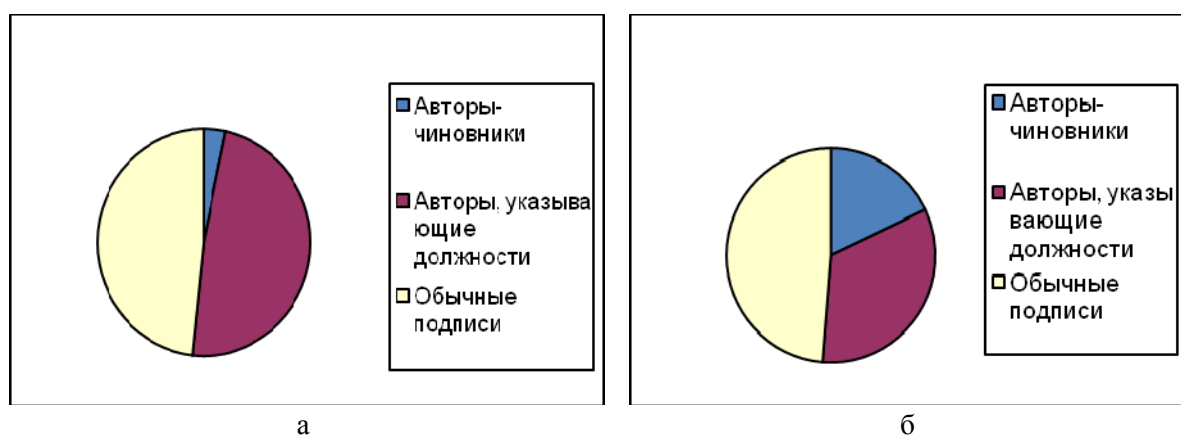 Авторы-
чиновники
Авторы, указыва
ющие
должности
Обычные
подписи
а
Авторы-
чиновники
Авторы, указы
вающие
должности
Обычные
подписи
б